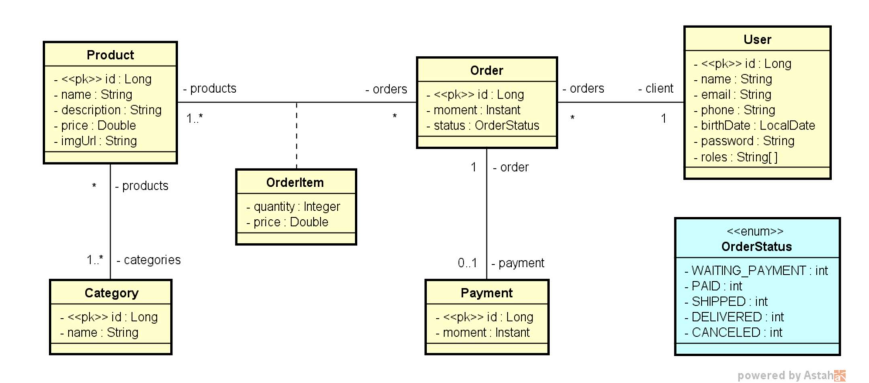 Product
- <<pk>> id : Long
- name : String
- description : String
- price : Double
- imgUrl : String
- products
1..*
- orders
*
Order
- <<pk>> id : Long
- moment : Instant
- status : OrderStatus
- orders
*
- client
1
User
- <<pk>> id : Long
- name : String
- email : String
- phone : String
- birthDate : LocalDate
- password : String
- roles : String[ ]
* - products
OrderItem
- quantity : Integer
- price : Double
1 - order
1..* - categories
0..1 - payment
Category
- <<pk>> id : Long
- name : String
Payment
- <<pk>> id : Long
- moment : Instant
<<enum>>
OrderStatus
- WAITING_PAYMENT : int
- PAID : int
- SHIPPED : int
- DELIVERED : int
- CANCELED : int
powered by Astah